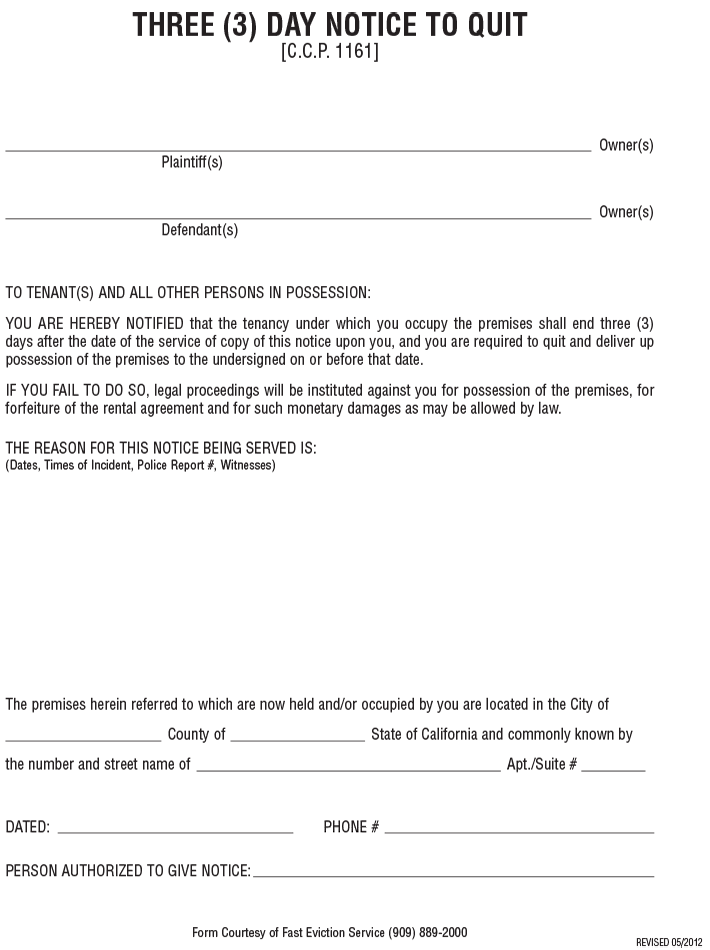 THREE (3) DAY NOTICE TO QUIT
[C.C.P. 1161]
Owner(s)
Plaintiff(s)
Owner(s)
Defendant(s)
TO TENANT(S) AND ALL OTHER PERSONS IN POSSESSION:
YOU ARE HEREBY NOTIFIED that the tenancy under which you occupy the premises shall end three (3)
days after the date of the service of copy of this notice upon you, and you are required to quit and deliver up
possession of the premises to the undersigned on or before that date.
IF YOU FAIL TO DO SO, legal proceedings will be instituted against you for possession of the premises, for
forfeiture of the rental agreement and for such monetary damages as may be allowed by law.
THE REASON FOR THIS NOTICE BEING SERVED IS:
(Dates, Times of Incident, Police Report #, Witnesses)
The premises herein referred to which are now held and/or occupied by you are located in the City of
County of State of California and commonly known by
the number and street name of Apt./Suite #
DATED: PHONE #
PERSON AUTHORIZED TO GIVE NOTICE:
Form Courtesy of Fast Eviction Service (909) 889-2000
REVISED 05/2012